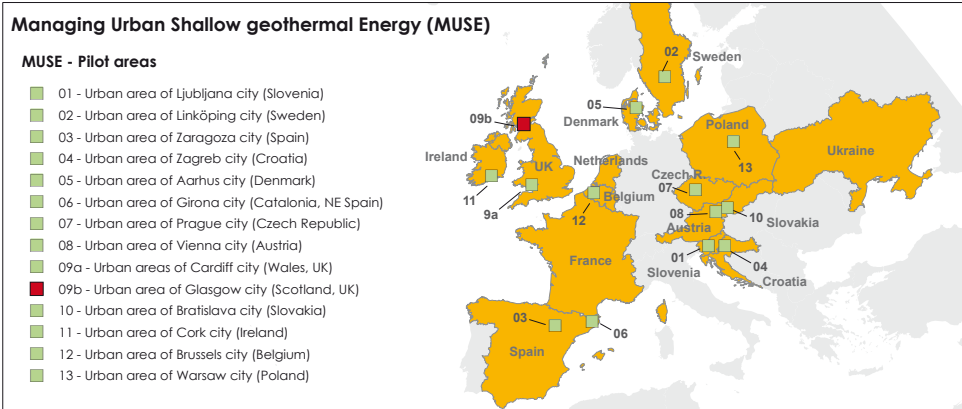 Managing Urban Shallow geothermal Energy (MUSE)
MUSE - Pilot areas
01 - Urban area of Ljubljana city (Slovenia)
02 - Urban area of Linköping city (Sweden)
03 - Urban area of Zaragoza city (Spain)
04 - Urban area of Zagreb city (Croatia)
05 - Urban area of Aarhus city (Denmark)
06 - Urban area of Girona city (Catalonia, NE Spain)
07 - Urban area of Prague city (Czech Republic)
08 - Urban area of Vienna city (Austria)
09a - Urban areas of Cardiff city (Wales, UK)
09b - Urban area of Glasgow city (Scotland, UK)
10 - Urban area of Bratislava city (Slovakia)
11 - Urban area of Cork city (Ireland)
12 - Urban area of Brussels city (Belgium)
13 - Urban area of Warsaw city (Poland)
02
Sweden
05
Denmark
09b
Poland
Ireland
UK
Netherlands
Ukraine
13
Czech R.
07
11
9a
Belgium
12
08
10
Slovakia
Austria
France
01
04
Slovenia
Croatia
03
06
Spain